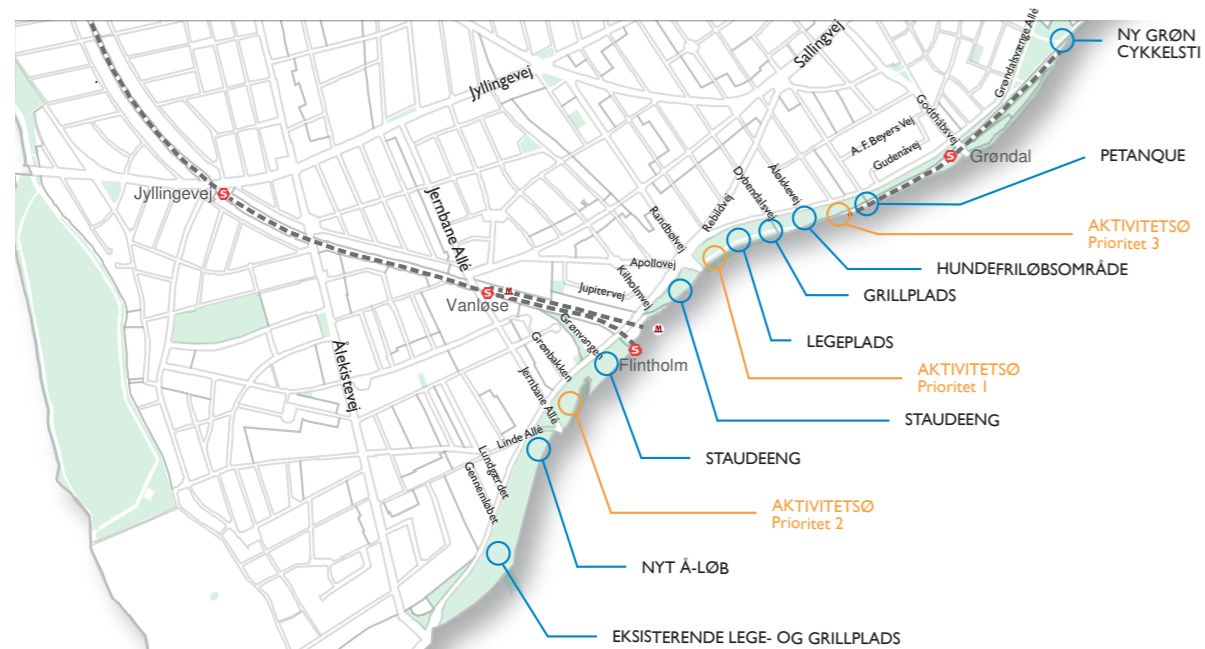 NY GRØN
CYKKELSTI
Grøndalsvænge Allé
Sallingvej
Jyllingevej
Godthåbsvej
A.F. Beyers Vej
Gudenåvej
Grøndal
PETANQUE
Jyllingevej
Jernbane Allé
Åløkkevej
Dybendalsvej
Rebildvej
Randbølvej
AKTIVITETSØ
Prioritet 3
HUNDEFRILØBSOMRÅDE
Apollovej
Kilholmvej
Jupitervej
GRILLPLADS
Vanløse
LEGEPLADS
Grønvangen
Flintholm
Grønbakken
Ålekistevej
Jernbane Allé
AKTIVITETSØ
Prioritet 1
STAUDEENG
Linde Allé
STAUDEENG
Lundgærdet
Gennemløbet
AKTIVITETSØ
Prioritet 2
NYT Å-LØB
EKSISTERENDE LEGE- OG GRILLPLADS
S
S
S
S
M
M